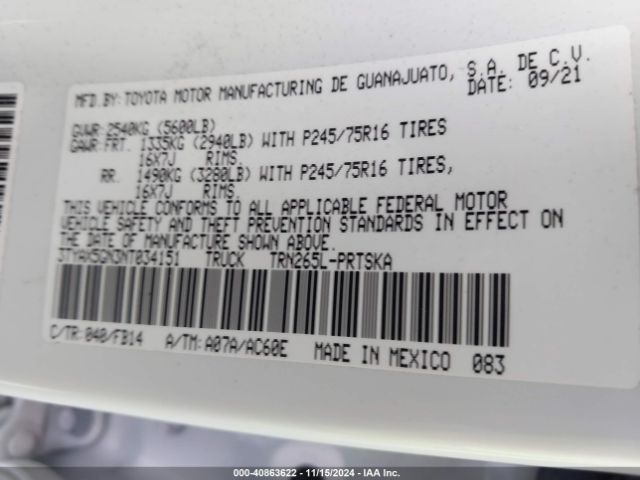 MFD.BY:TOYOTA MOTOR MANUFACTURING DE GUANAJUATO, S.A. DE C.V.
DATE: 09/21
GVWR:2540KG (5600LB)
GAWR:FRT. 1335KG (2940LB) WITH P245/75R16 TIRES
16X7J RIMS.
RR. 1490KG (3280LB) WITH P245/75R16 TIRES,
16X7J RIMS.
THIS VEHICLE CONFORMS TO ALL APPLICABLE FEDERAL MOTOR
VEHICLE SAFETY AND THEFT PREVENTION STANDARDS IN EFFECT ON
THE DATE OF MANUFACTURE SHOWN ABOVE.
3TYAX5GN3NT034151 TRUCK TRN265L-PRTSKA
C/TR:040/FB14 A/TM:A07A/AC60E MADE IN MEXICO 083
000-40863622 - 11/15/2024 - IAA Inc.